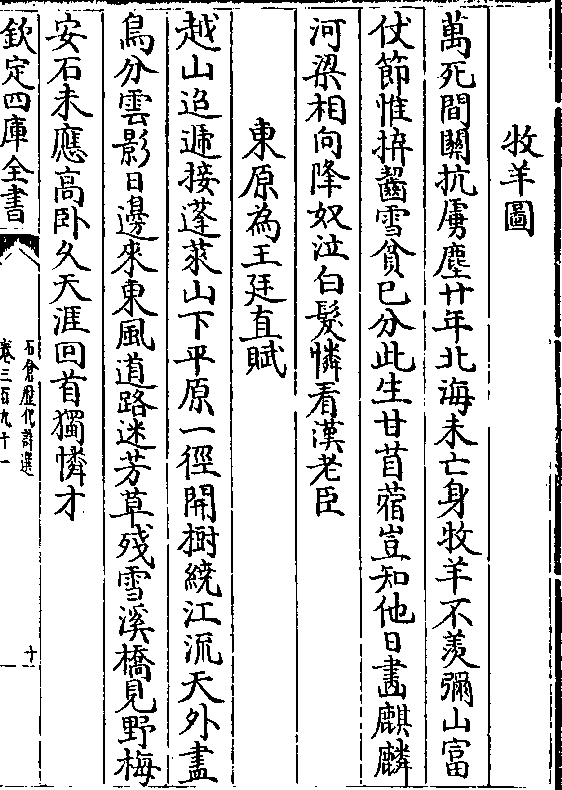 牧羊圖
萬死間關抗虜塵廿年北海未亡身牧羊不羨彌山富
仗節惟拚齧雪貧已分此生甘苜蓿豈知他日畫麒麟
河梁相向降奴泣白髮憐看漢老臣
東原為王廷直賦
越山迢遞接蓬萊山下平原一徑開樹繞江流天外盡
鳥分雲影日邊來東風道路迷芳草殘雪溪橋見野梅
安石未應高卧久天涯回首獨憐才
欽定四庫全書
石倉歷代詩選
卷三百九十一
十